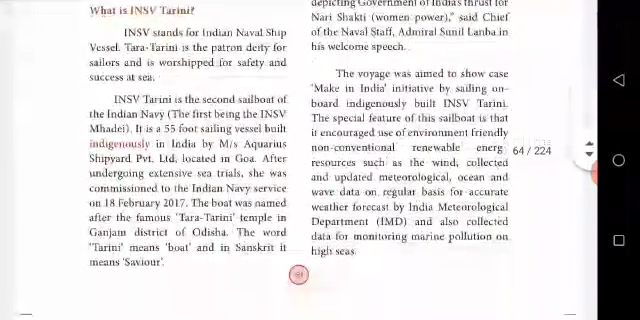 What is INSV Tarini?
INSV stands for Indian Naval Ship
Vessel. Tara-Tarini is the patron deity for
sailors and is worshipped for safety and
success at sea.
INSV Tarini is the second sailboat of
the Indian Navy (The first being the INSV
Mhadei). It is a 55 foot sailing vessel built
indigenously in India by M/s Aquarius
Shipyard Pvt. Ltd, located in Goa. After
undergoing extensive sea trials, she was
commissioned to the Indian Navy service
on 18 February 2017. The boat was named
after the famous 'Tara-Tarini' temple in
Ganjam district of Odisha. The word
'Tarini' means 'boat' and in Sanskrit it
means 'Saviour'.
depicting Government of India's thrust for
Nari Shakti (women power)," said Chief
of the Naval Staff, Admiral Sunil Lanba in
his welcome speech.
The voyage was aimed to show case
'Make in India' initiative by sailing on-
board indigenously built INSV Tarini.
The special feature of this sailboat is that
it encouraged use of environment friendly
non-conventional renewable energ
resources such as the wind, collected
and updated meteorological, ocean and
wave data on regular basis for accurate
weather forecast by India Meteorological
Department (IMD) and also collected
data for monitoring marine pollution on
high seas.
64 / 224